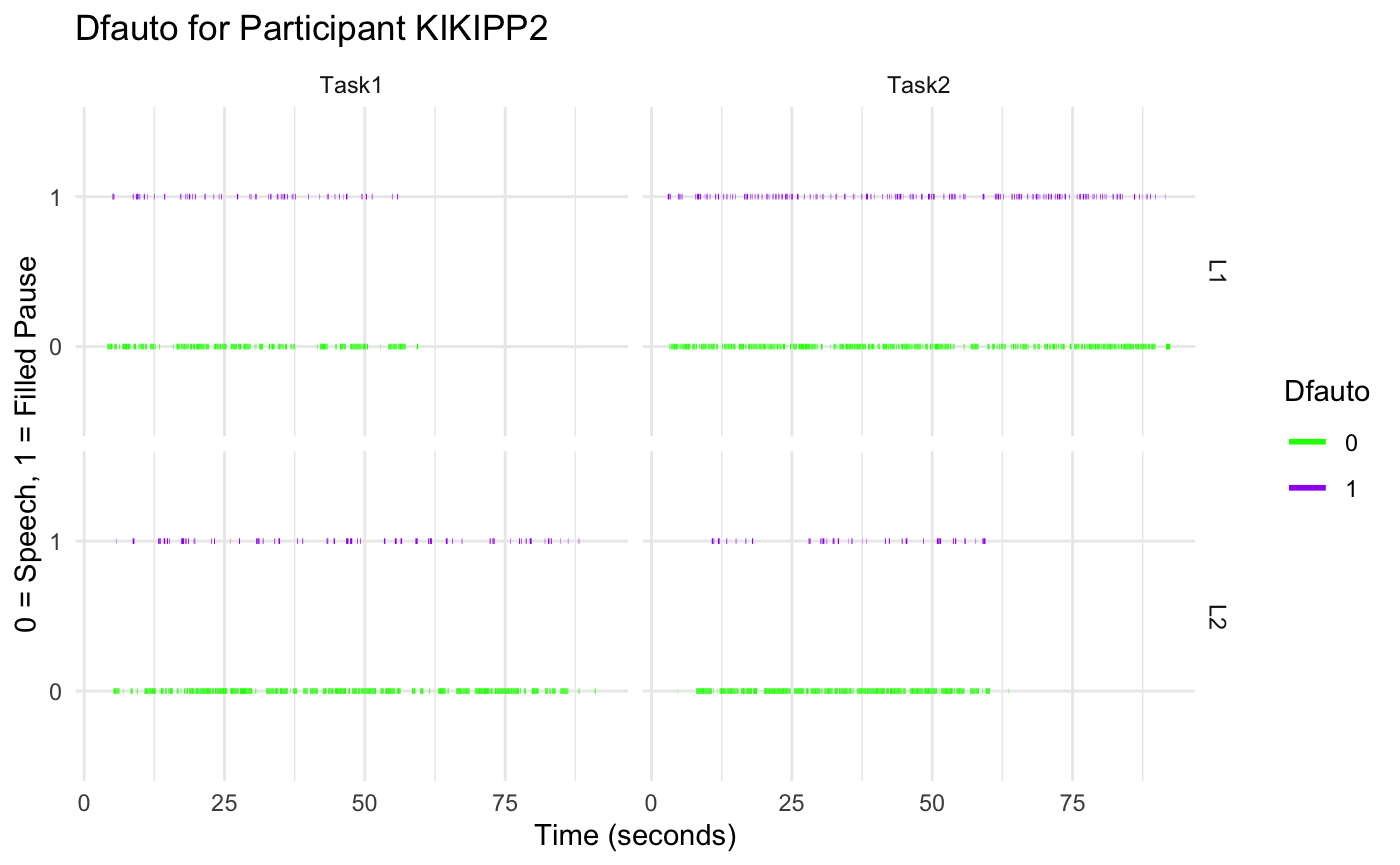 Dfauto for Participant KIKIPP2
Task1
Task2
1
0
L1
1
0
L2
0 = Speech, 1 = Filled Pause
0 25 50 75
0 25 50 75
Time (seconds)
Dfauto
0
1